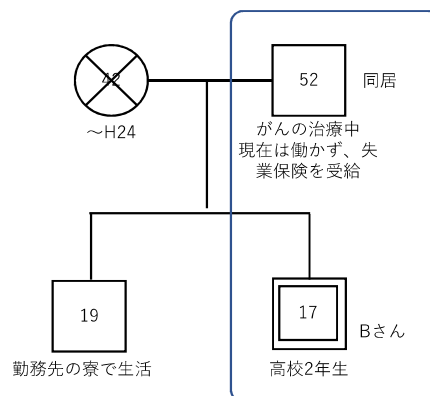 42
52
同居
～H24
がんの治療中
現在は働かず、失
業保険を受給
19
17
Bさん
勤務先の寮で生活
高校2年生